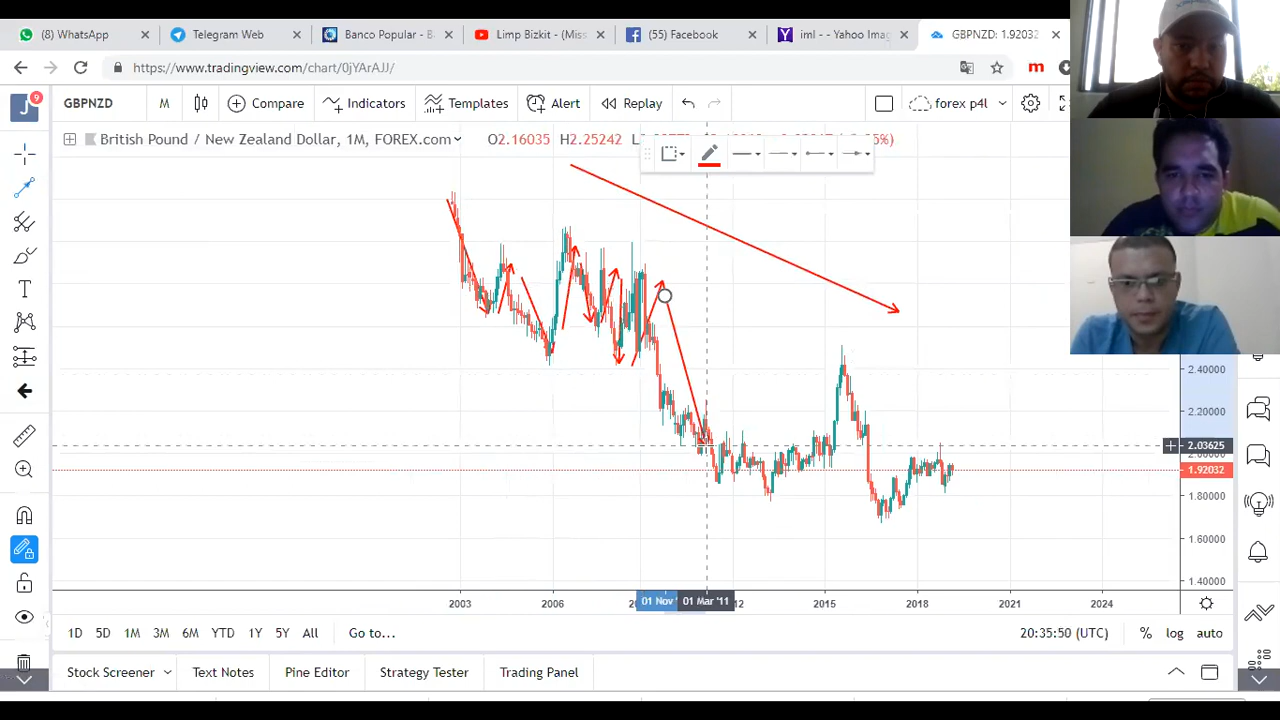 (8) WhatsApp
Telegram Web
Banco Popular - B
Limp Bizkit - (Miss
(55) Facebook
iml - - Yahoo Imag
GBPNZD: 1.92032
https://www.tradingview.com/chart/0jYArAJJ/
m
J
9
GBPNZD
M
Compare
Indicators
Templates
Alert
Replay
forex p4l
British Pound / New Zealand Dollar, 1M, FOREX.com
O2.16035 H2.25242
2.40000
2.20000
2.03625
1.92032
1.80000
1.60000
1.40000
2003
2006
01 Nov '
01 Mar '11
12
2015
2018
2021
2024
1D
5D
1M
3M
6M
YTD
1Y
5Y
All
Go to...
20:35:50 (UTC)
%
log
auto
Stock Screener
Text Notes
Pine Editor
Strategy Tester
Trading Panel